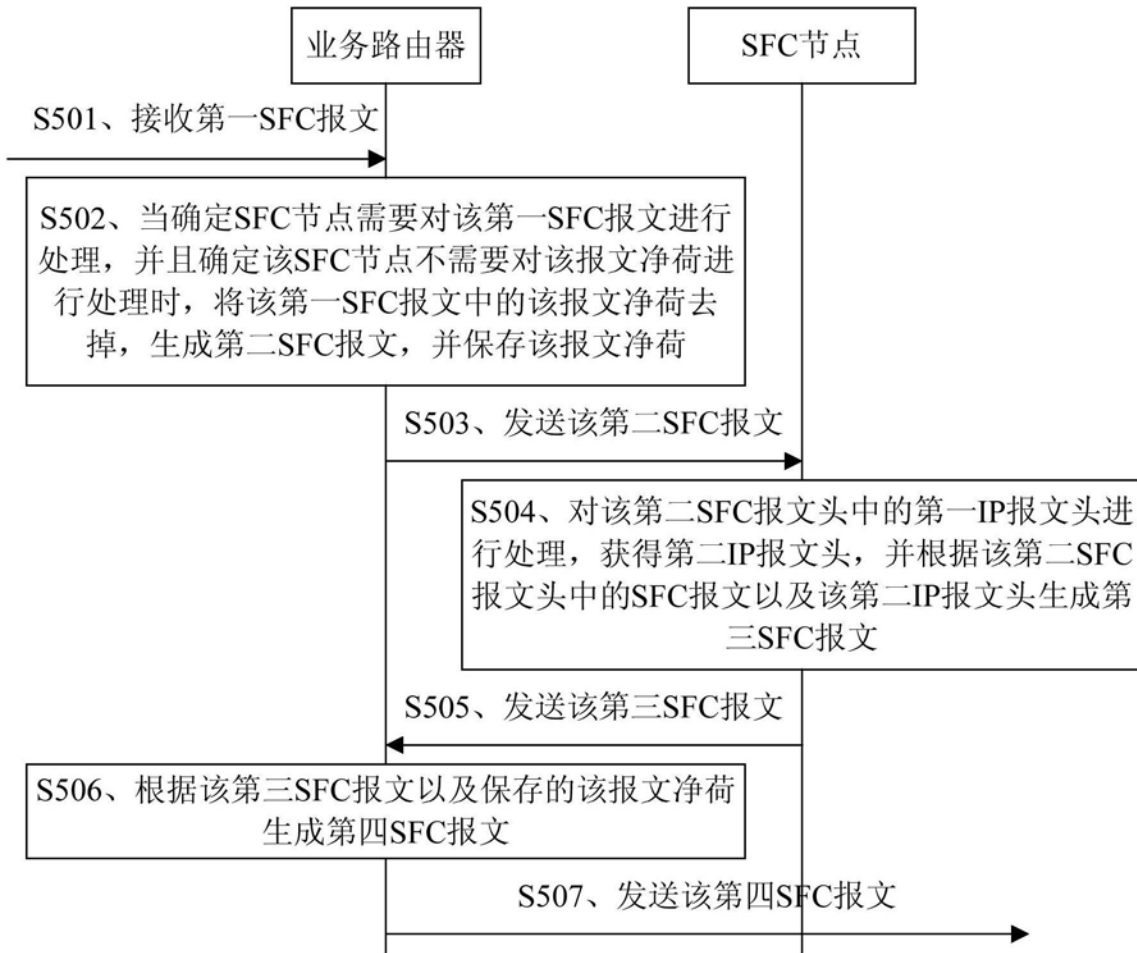 业务路由器
SFC节点
S501、接收第一SFC报文
S502、当确定SFC节点需要对该第一SFC报文进行
处理，并且确定该SFC节点不需要对该报文净荷进
行处理时，将该第一SFC报文中的该报文净荷去
掉，生成第二SFC报文，并保存该报文净荷
S503、发送该第二SFC报文
S504、对该第二SFC报文头中的第一IP报文头进
行处理，获得第二IP报文头，并根据该第二SFC
报文头中的SFC报文以及该第二IP报文头生成第
三SFC报文
S505、发送该第三SFC报文
S506、根据该第三SFC报文以及保存的该报文净荷
生成第四SFC报文
S507、发送该第四SFC报文